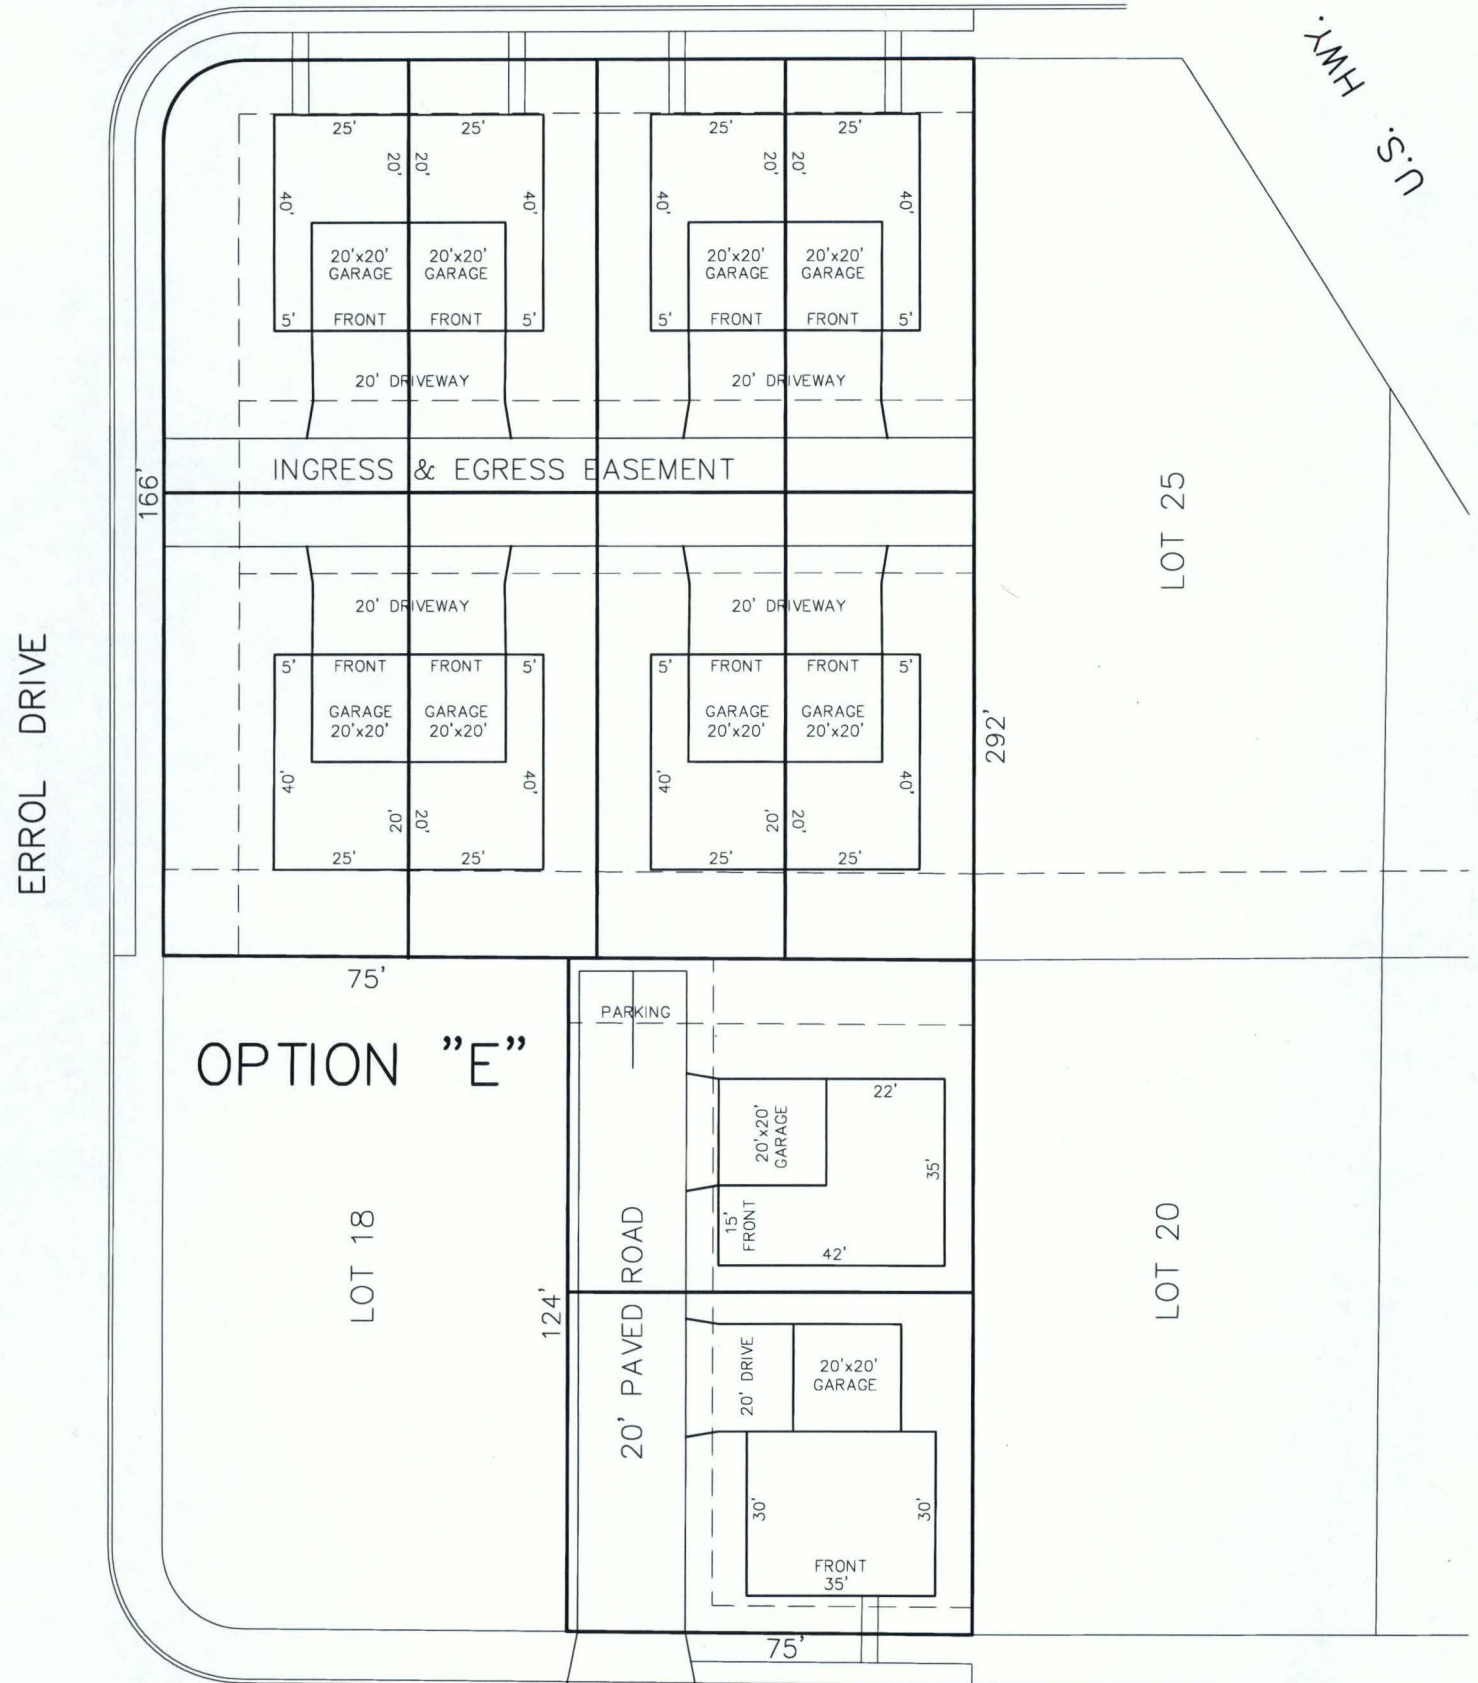 U.S. HWY.
25'
25'
25'
25'
20'
20'
20'
20'
40'
40'
40'
40'
20'x20'
GARAGE
20'x20'
GARAGE
20'x20'
GARAGE
20'x20'
GARAGE
5'
FRONT
FRONT
5'
5'
FRONT
FRONT
5'
20' DRIVEWAY
20' DRIVEWAY
INGRESS & EGRESS EASEMENT
166'
LOT 25
ERROL DRIVE
20' DRIVEWAY
20' DRIVEWAY
5'
FRONT
FRONT
5'
5'
FRONT
FRONT
5'
GARAGE
20'x20'
GARAGE
20'x20'
GARAGE
20'x20'
GARAGE
20'x20'
292'
40'
40'
40'
40'
20'
20'
20'
20'
25'
25'
25'
25'
75'
PARKING
OPTION "E"
22'
20'x20'
GARAGE
35'
15'
FRONT
42'
LOT 18
124'
20' PAVED ROAD
LOT 20
20' DRIVE
20'x20'
GARAGE
30'
30'
FRONT
35'
75'